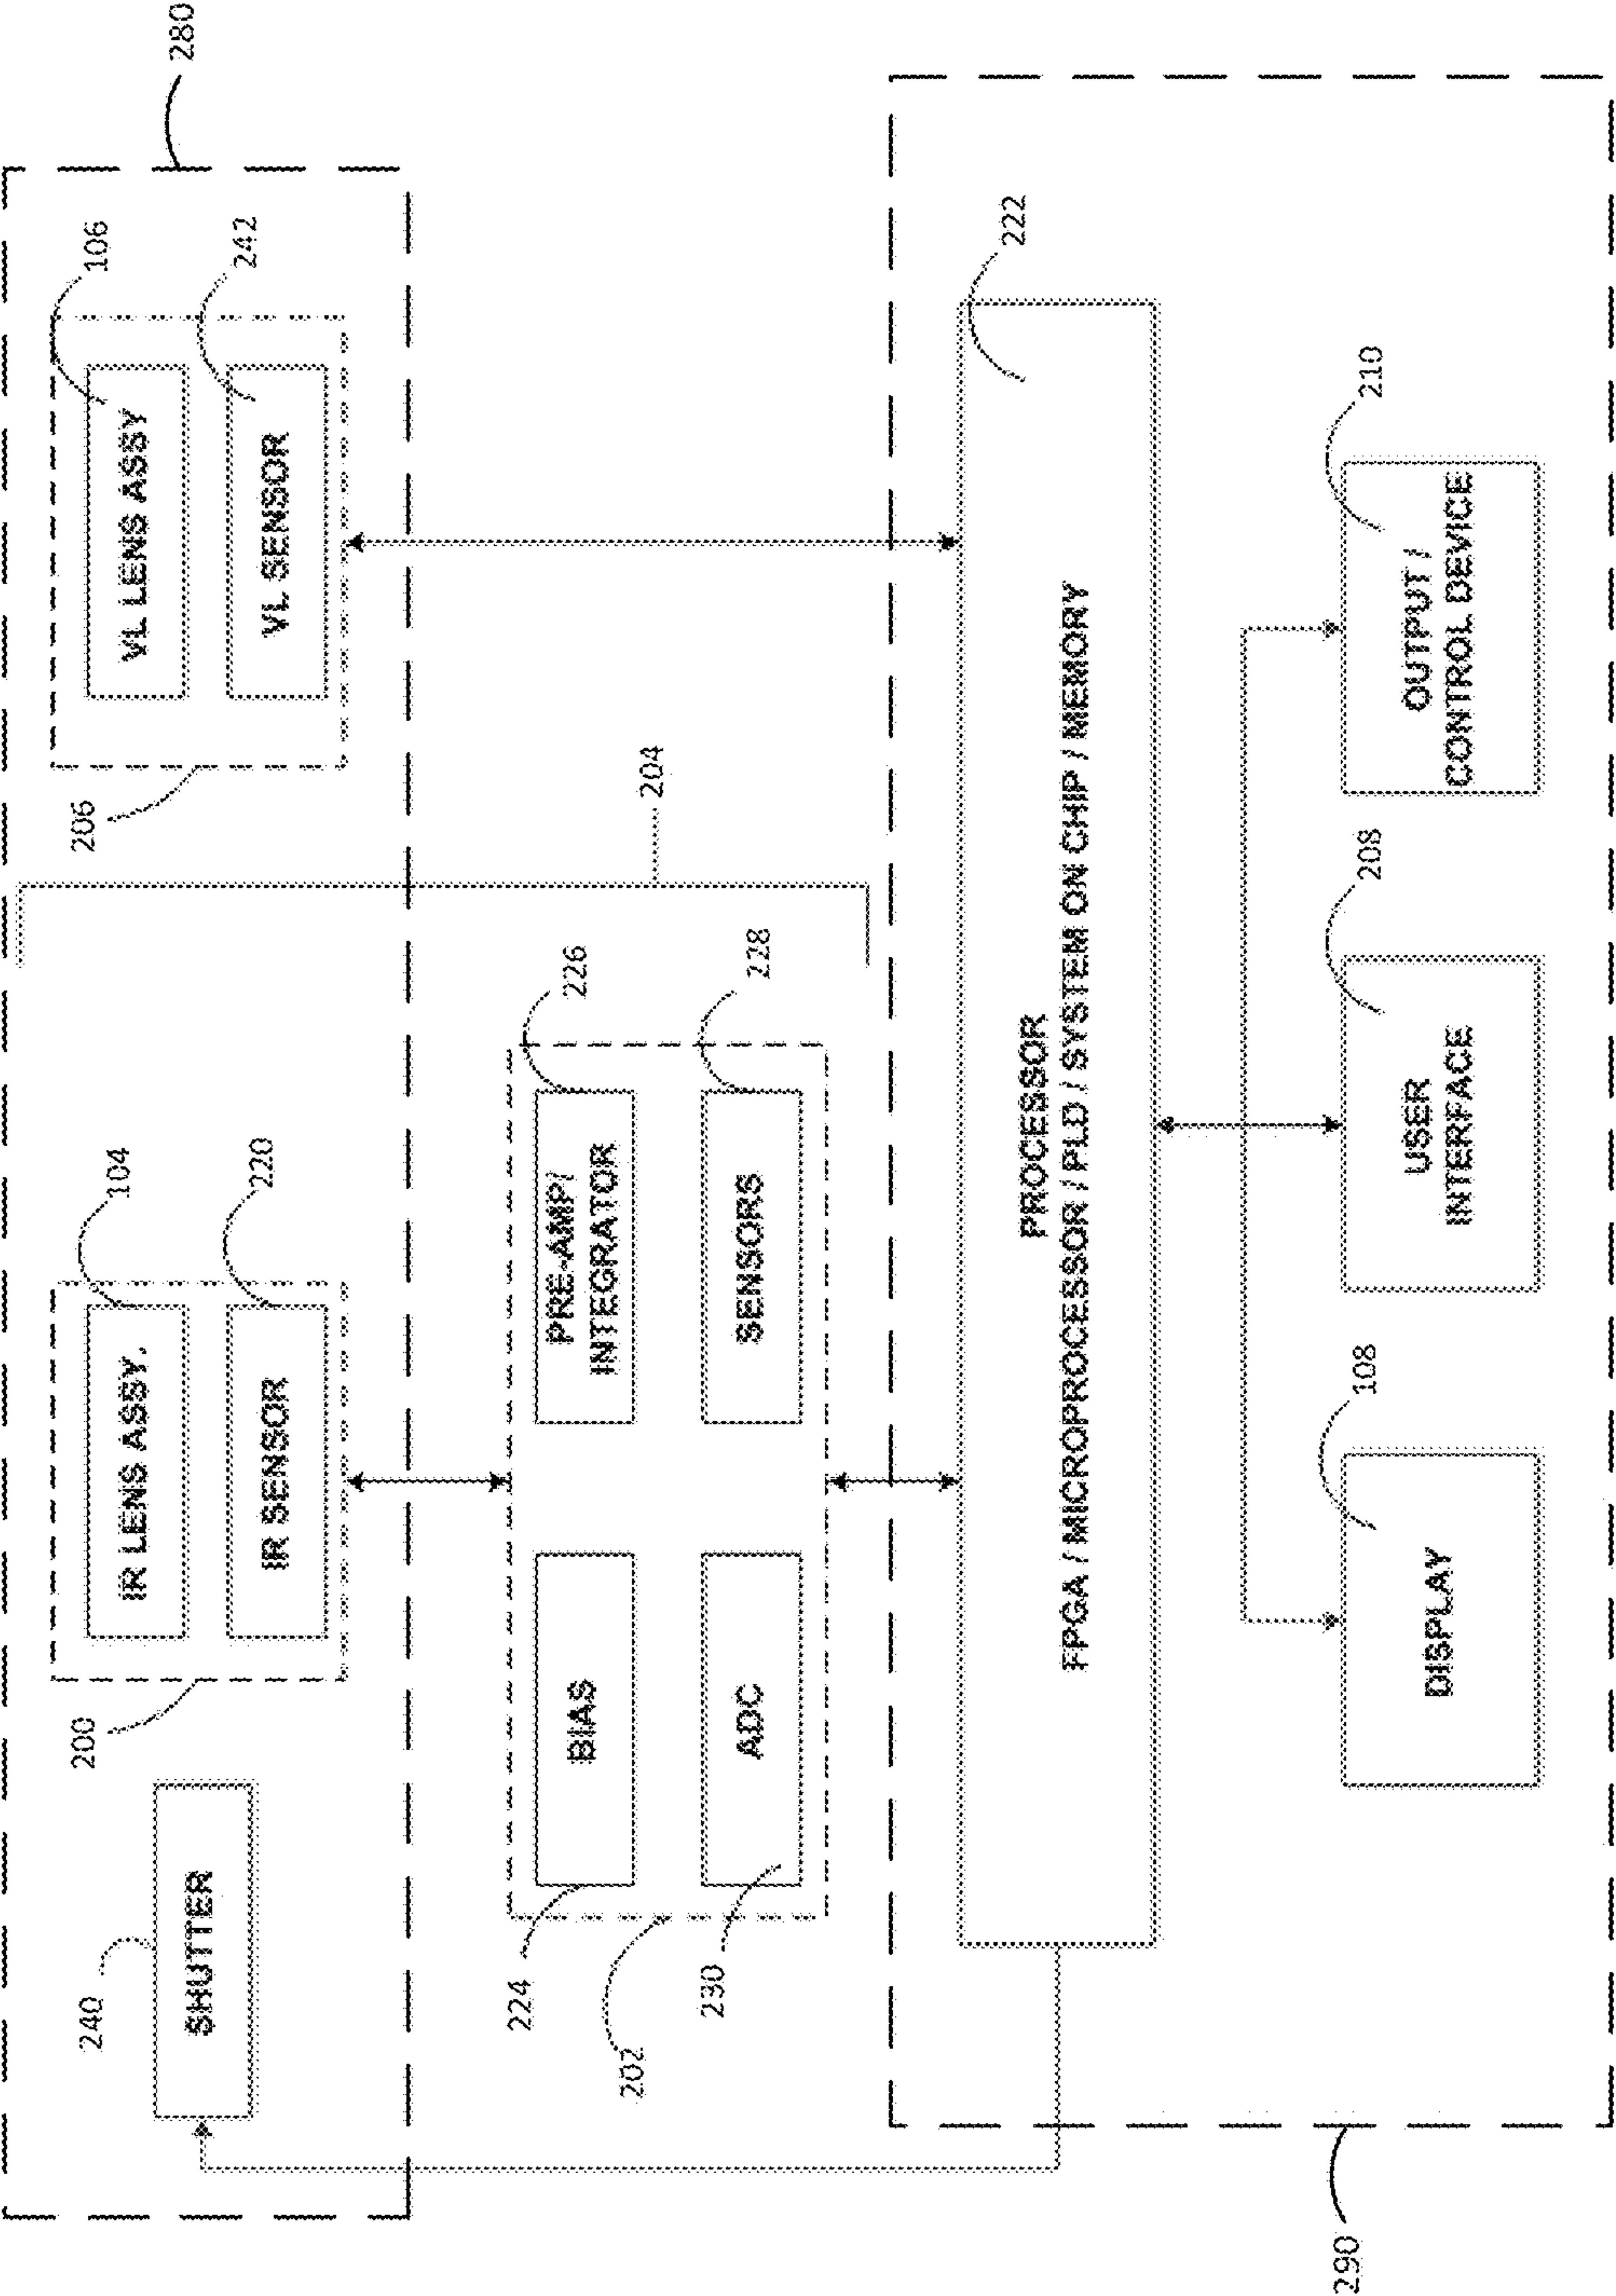 280
240
SHUTTER
200
IR LENS ASSY.
104
IR SENSOR
220
206
VL LENS ASSY
106
VL SENSOR
242
204
202
224
BIAS
PRE-AMP/
INTEGRATOR
226
230
ADC
SENSORS
228
222
PROCESSOR
FPGA / MICROPROCESSOR / PLD / SYSTEM ON CHIP / MEMORY
DISPLAY
108
USER
INTERFACE
208
OUTPUT /
CONTROL DEVICE
210
290